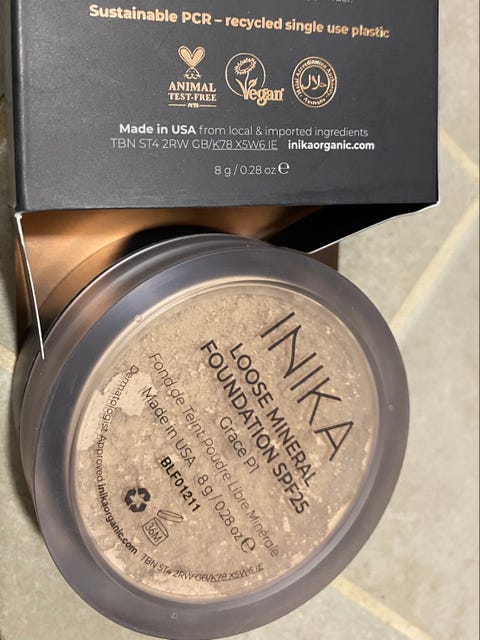 Sustainable PCR – recycled single use plastic
ANIMAL
TEST-FREE
Vegan
Made in USA from local & imported ingredients
TBN ST4 2RW GB/K78 X5W6 IE inikaorganic.com
8 g / 0.28 oz e
INIKA
LOOSE MINERAL
FOUNDATION SPF25
Grace P1
Fond de Teint Poudre Libre Minérale
Made in USA 8 g / 0.28 oz e
BLF01211
36M
Dermatologist Approved inikaorganic.com TBN ST4 2RW GB/K78 X5W6 IE